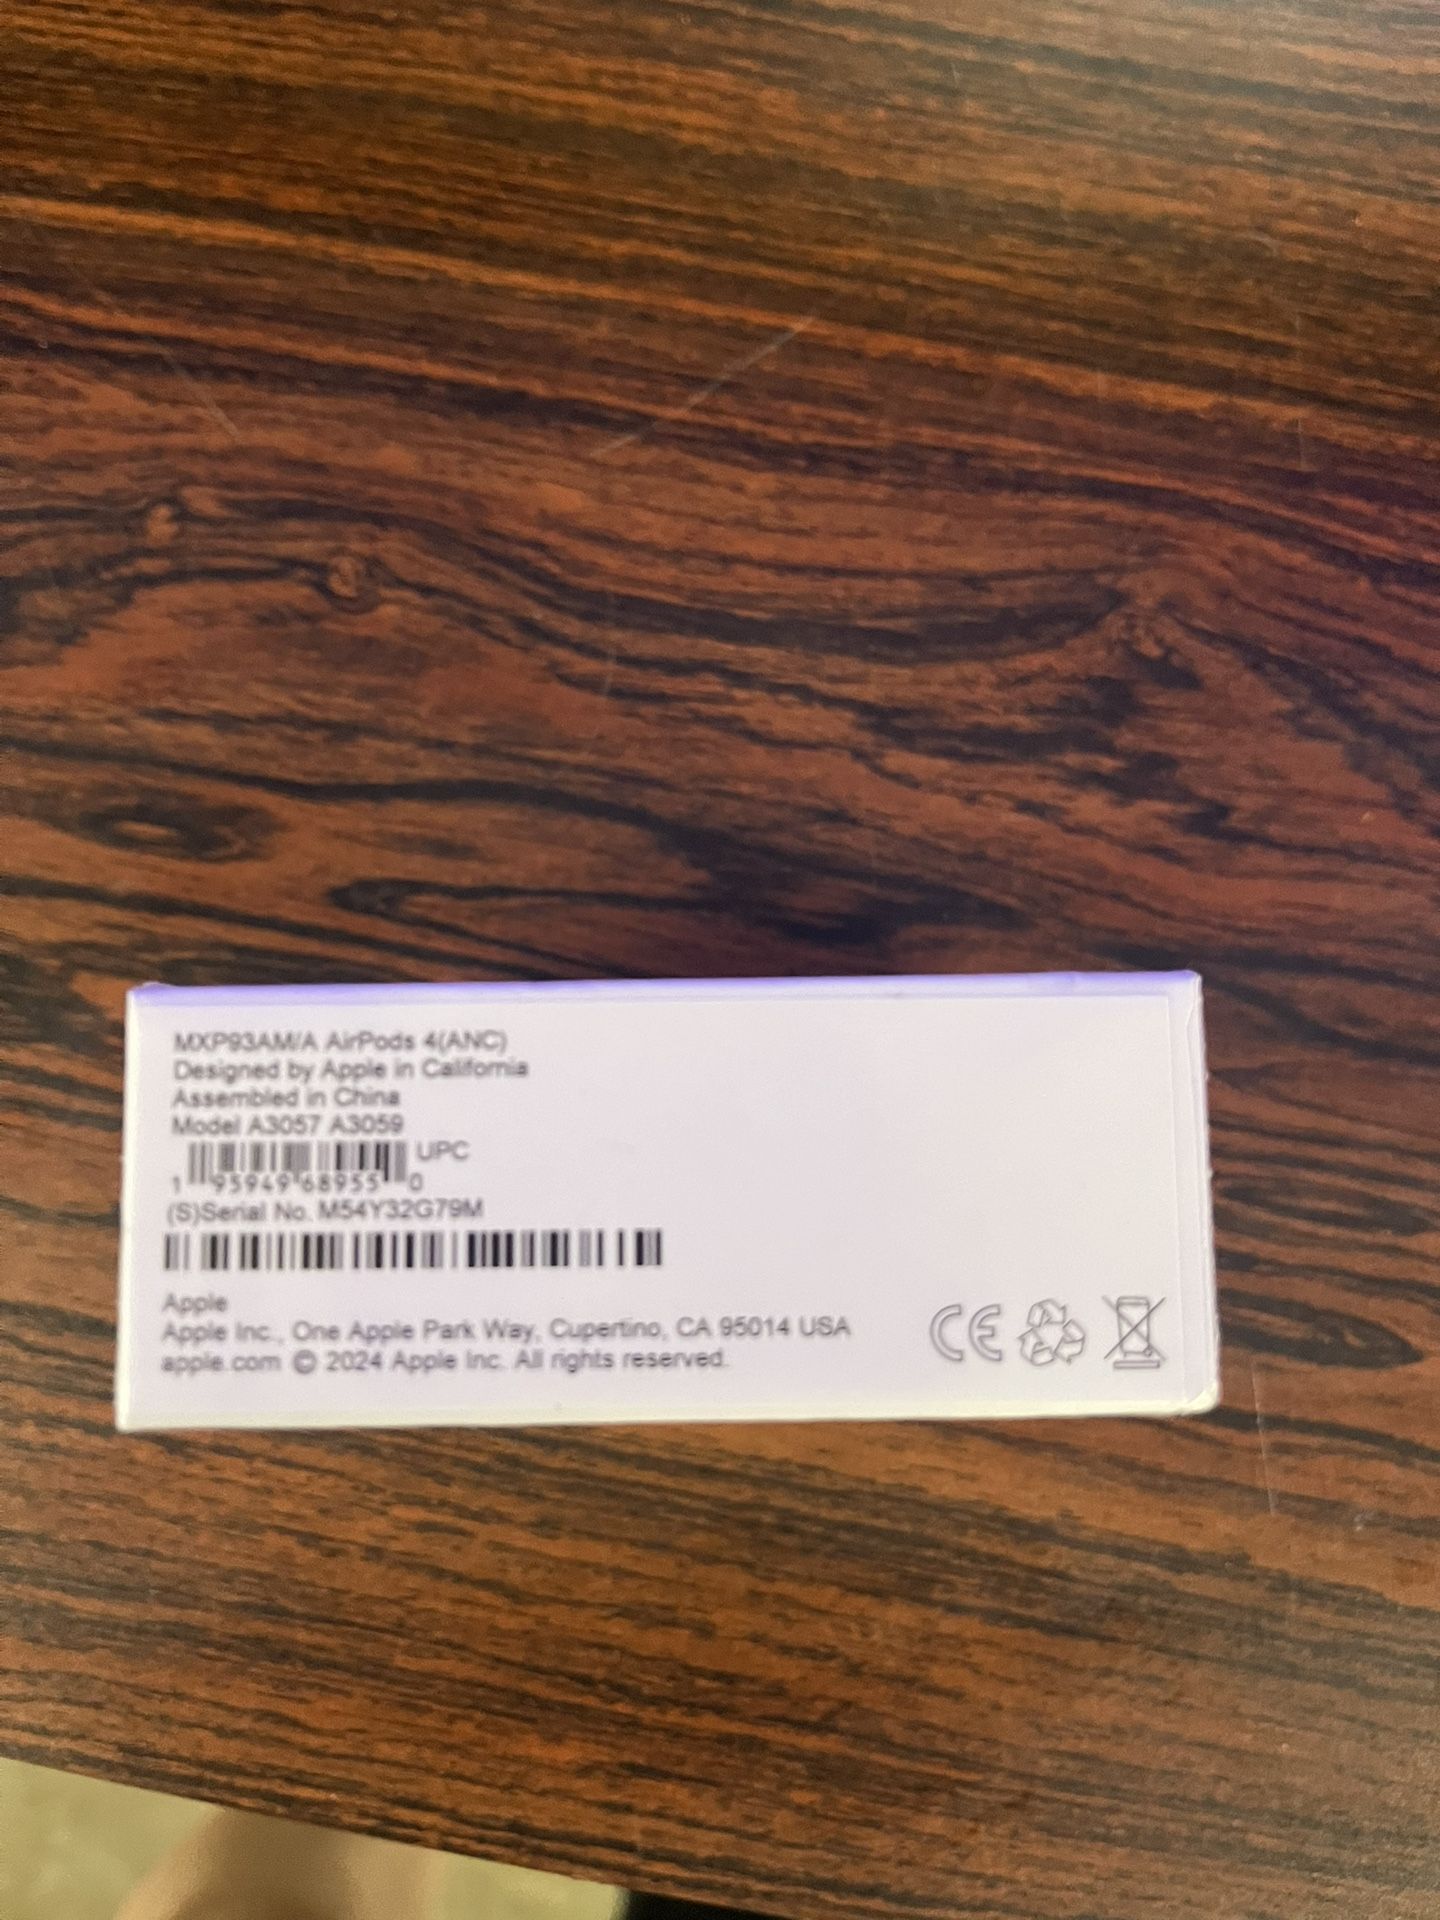 MXP93AM/A AirPods 4(ANC)
Designed by Apple in California
Assembled in China
Model A3057 A3059
UPC
1 95949 68955 0
(S)Serial No. M54Y32G79M
Apple
Apple Inc., One Apple Park Way, Cupertino, CA 95014 USA
apple.com © 2024 Apple Inc. All rights reserved.
CE